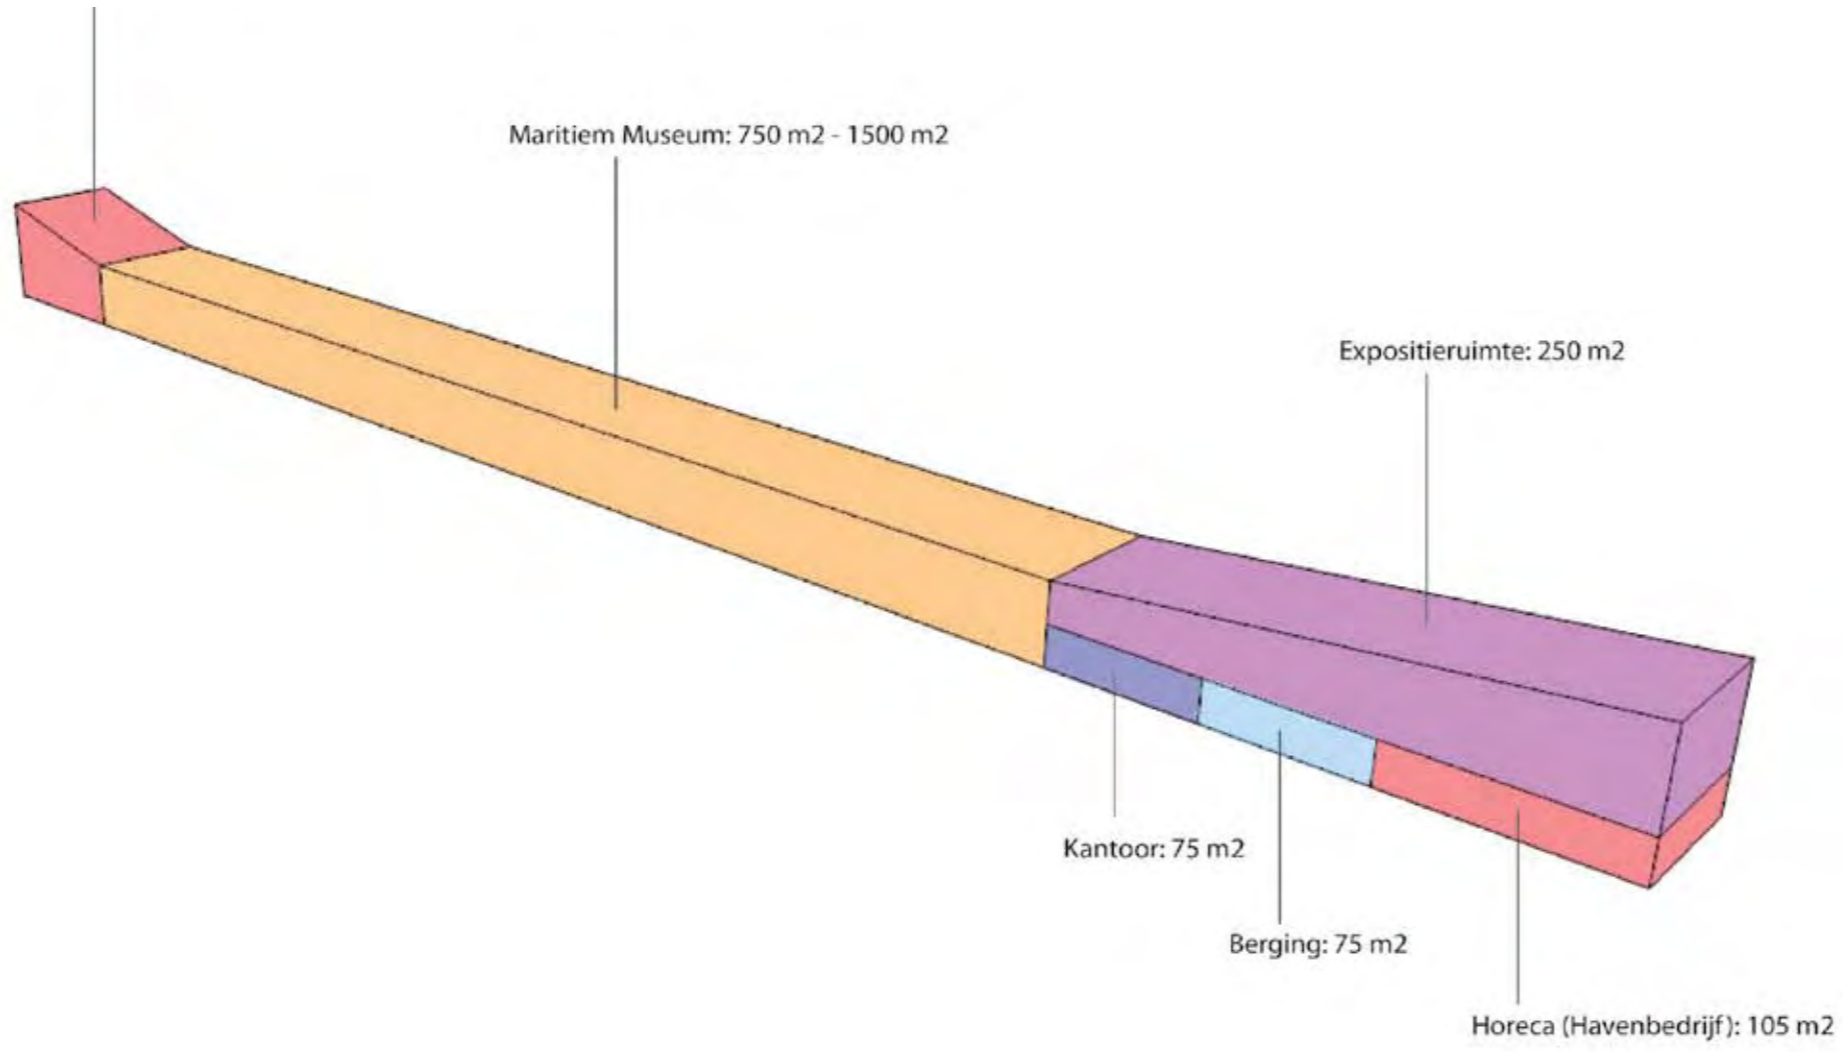 Maritiem Museum: 750 m2 - 1500 m2
Expositieruimte: 250 m2
Kantoor: 75 m2
Berging: 75 m2
Horeca (Havenbedrijf): 105 m2